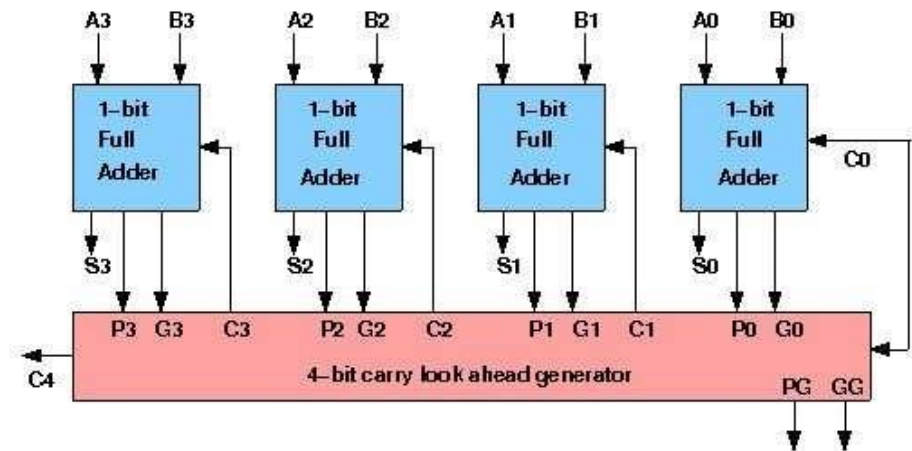 A3 B3 A2 B2 A1 B1 A0 B0
1-bit 1-bit 1-bit 1-bit
Full Full Full Full
Adder Adder Adder Adder
C0
S3 S2 S1 S0
P3 G3 C3 P2 G2 C2 P1 G1 C1 P0 G0
C4 4-bit carry look ahead generator
PG GG